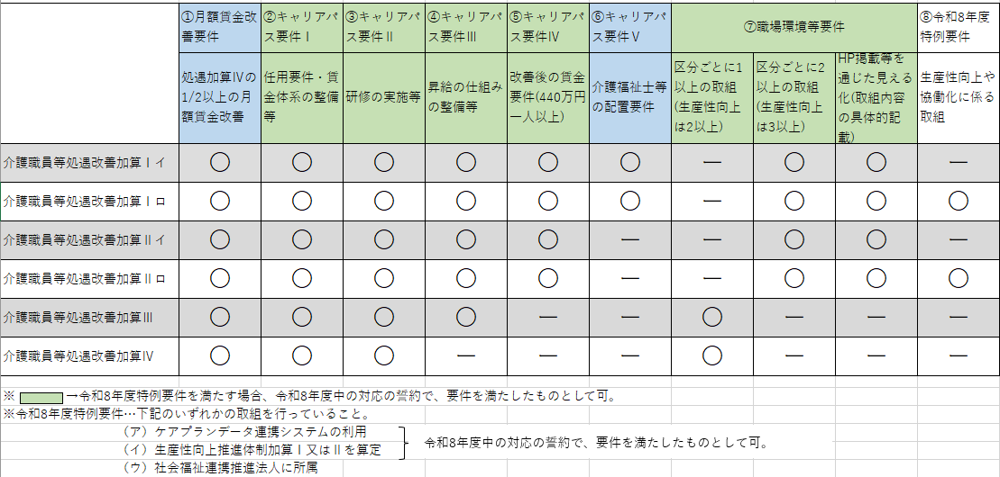 ①月額賃金改善要件 ②キャリアパス要件Ⅰ ③キャリアパス要件Ⅱ ④キャリアパス要件Ⅲ ⑤キャリアパス要件Ⅳ ⑥キャリアパス要件Ⅴ ⑦職場環境等要件 ⑧令和8年度特例要件
処遇加算Ⅳの1/2以上の月額賃金改善 任用要件・賃金体系の整備等 研修の実施等 昇給の仕組みの整備等 改善後の賃金要件(440万円一人以上) 介護福祉士等の配置要件 区分ごとに1以上の取組(生産性向上は2以上) 区分ごとに2以上の取組(生産性向上は3以上) HP掲載等を通じた見える化(取組内容の具体的記載) 生産性向上や協働化に係る取組
介護職員等処遇改善加算Ⅰイ 〇 〇 〇 〇 〇 〇 ― 〇 〇 ―
介護職員等処遇改善加算Ⅰロ 〇 〇 〇 〇 〇 〇 ― 〇 〇 〇
介護職員等処遇改善加算Ⅱイ 〇 〇 〇 〇 〇 ― ― 〇 〇 ―
介護職員等処遇改善加算Ⅱロ 〇 〇 〇 〇 〇 ― ― 〇 〇 〇
介護職員等処遇改善加算Ⅲ 〇 〇 〇 〇 ― ― 〇 ― ― ―
介護職員等処遇改善加算Ⅳ 〇 〇 〇 ― ― ― 〇 ― ― ―
※ →令和8年度特例要件を満たす場合、令和8年度中の対応の誓約で、要件を満たしたものとして可。
※令和8年度特例要件…下記のいずれかの取組を行っていること。
（ア）ケアプランデータ連携システムの利用
（イ）生産性向上推進体制加算Ⅰ又はⅡを算定
令和8年度中の対応の誓約で、要件を満たしたものとして可。
（ウ）社会福祉連携推進法人に所属